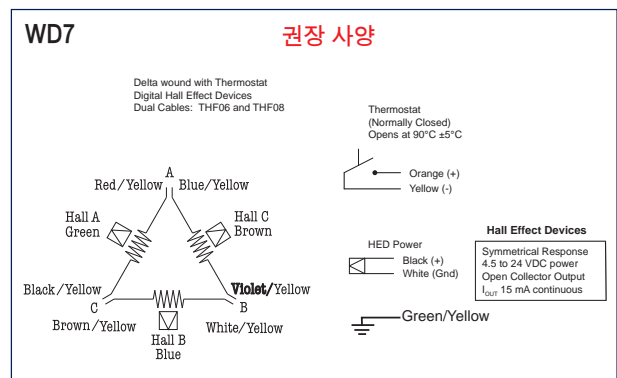 WD7
권장 사양
Delta wound with Thermostat
Digital Hall Effect Devices
Dual Cables: THF06 and THF08
Thermostat
(Normally Closed)
Opens at 90°C ±5°C
Orange (+)
Yellow (-)
A
Red/Yellow
Blue/Yellow
Hall A
Green
Hall C
Brown
Black/Yellow
C
Brown/Yellow
Violet/Yellow
B
White/Yellow
Hall B
Blue
HED Power
Black (+)
White (Gnd)
Green/Yellow
Hall Effect Devices
Symmetrical Response
4.5 to 24 VDC power
Open Collector Output
IOUT 15 mA continuous